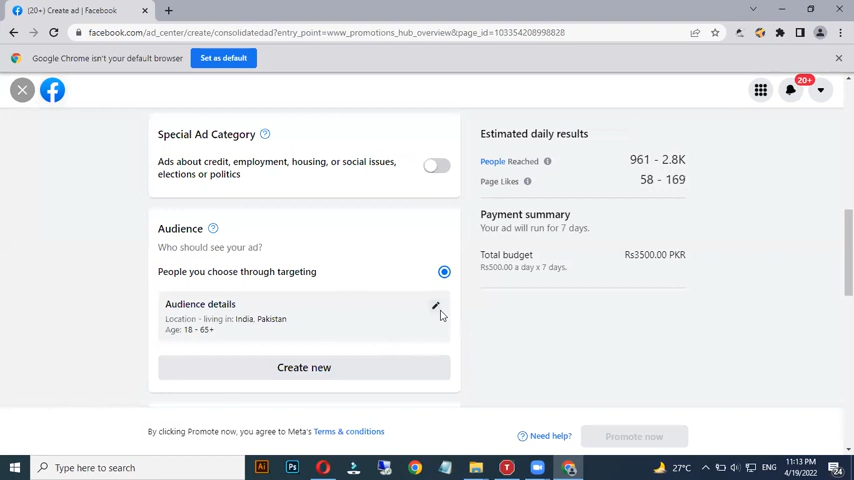 (20+) Create ad | Facebook
facebook.com/ad_center/create/consolidatedad?entry_point=www_promotions_hub_overview&page_id=103354208999828
Google Chrome isn't your default browser
Set as default
20+
Special Ad Category
Ads about credit, employment, housing, or social issues,
elections or politics
Audience
Who should see your ad?
People you choose through targeting
Audience details
Location - living in: India, Pakistan
Age: 18 - 65+
Create new
Estimated daily results
People Reached 961 - 2.8K
Page Likes 58 - 169
Payment summary
Your ad will run for 7 days.
Total budget Rs3500.00 PKR
Rs500.00 a day x 7 days.
By clicking Promote now, you agree to Meta's Terms & conditions
Need help?
Promote now
Type here to search
Ai
Ps
27°C
ENG
11:13 PM
4/19/2022
24